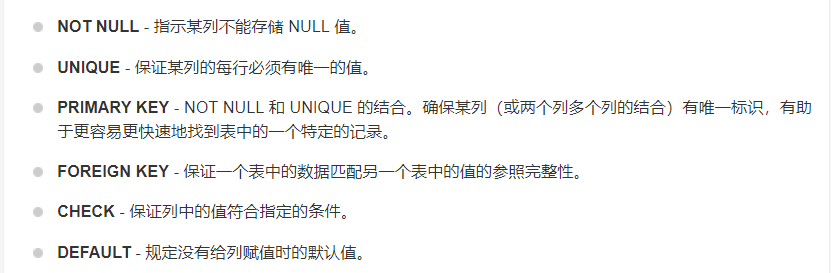 NOT NULL - 指示某列不能存储 NULL 值。
UNIQUE - 保证某列的每行必须有唯一的值。
PRIMARY KEY - NOT NULL 和 UNIQUE 的结合。确保某列（或两个列多个列的结合）有唯一标识，有助
于更容易更快速地找到表中的一个特定的记录。
FOREIGN KEY - 保证一个表中的数据匹配另一个表中的值的参照完整性。
CHECK - 保证列中的值符合指定的条件。
DEFAULT - 规定没有给列赋值时的默认值。